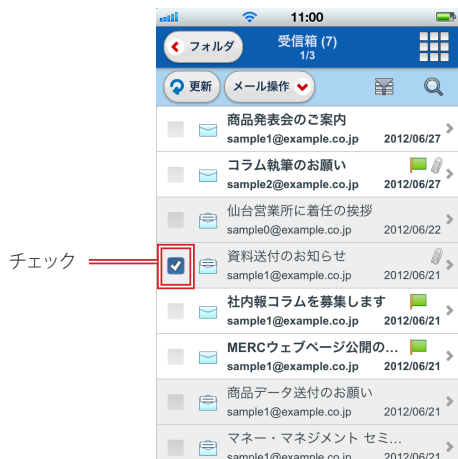 11:00
フォルダ
受信箱 (7)
1/3
更新
メール操作
商品発表会のご案内
sample1@example.co.jp 2012/06/27
コラム執筆のお願い
sample2@example.co.jp 2012/06/27
仙台営業所に着任の挨拶
sample0@example.co.jp 2012/06/22
チェック
資料送付のお知らせ
sample1@example.co.jp 2012/06/21
社内報コラムを募集します
sample1@example.co.jp 2012/06/21
MERCウェブページ公開の...
sample1@example.co.jp 2012/06/21
商品データ送付のお願い
sample1@example.co.jp 2012/06/21
マネー・マネジメント セミ...
sample1@example.co.jp 2012/06/21